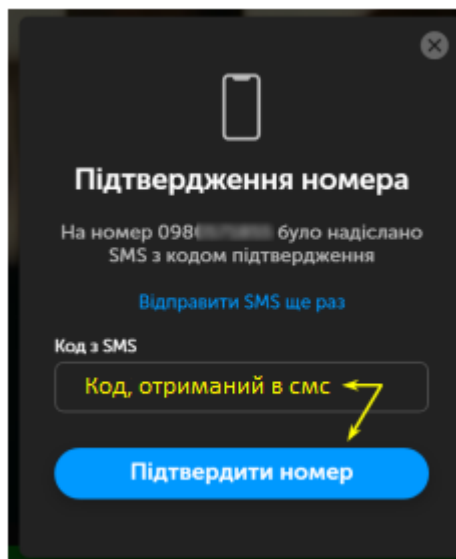 Підтвердження номера
На номер 098 було надіслано
SMS з кодом підтвердження
Відправити SMS ще раз
Код з SMS
Код, отриманий в смс
Підтвердити номер